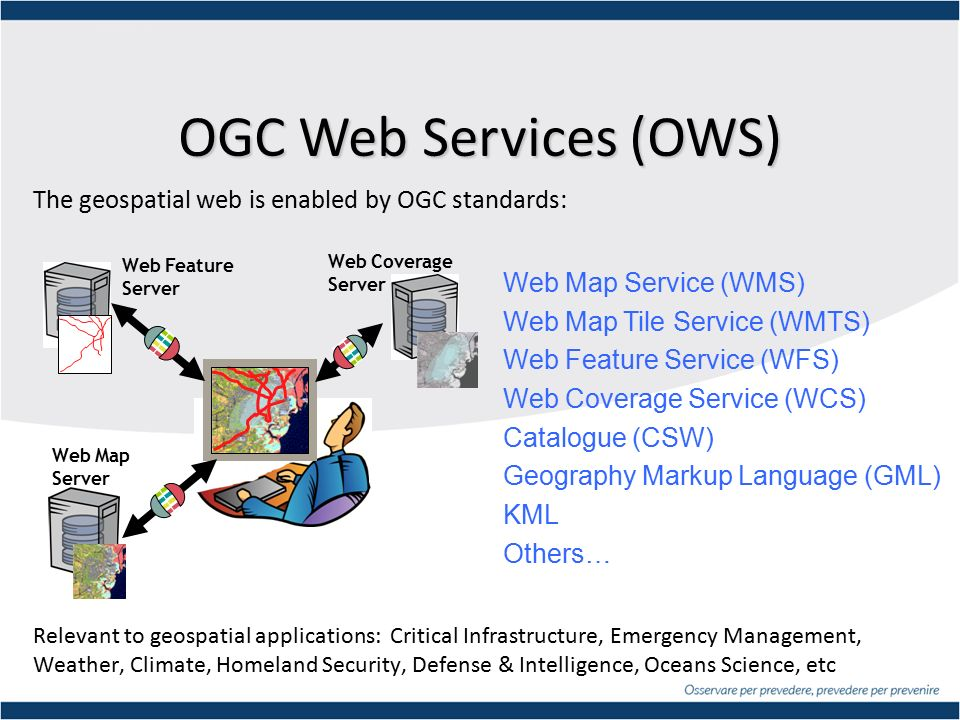 OGC Web Services (OWS)
The geospatial web is enabled by OGC standards:
Web Feature
Server
Web Coverage
Server
Web Map
Server
Web Map Service (WMS)
Web Map Tile Service (WMTS)
Web Feature Service (WFS)
Web Coverage Service (WCS)
Catalogue (CSW)
Geography Markup Language (GML)
KML
Others…
Relevant to geospatial applications: Critical Infrastructure, Emergency Management,
Weather, Climate, Homeland Security, Defense & Intelligence, Oceans Science, etc
Osservare per prevedere, prevedere per prevenire